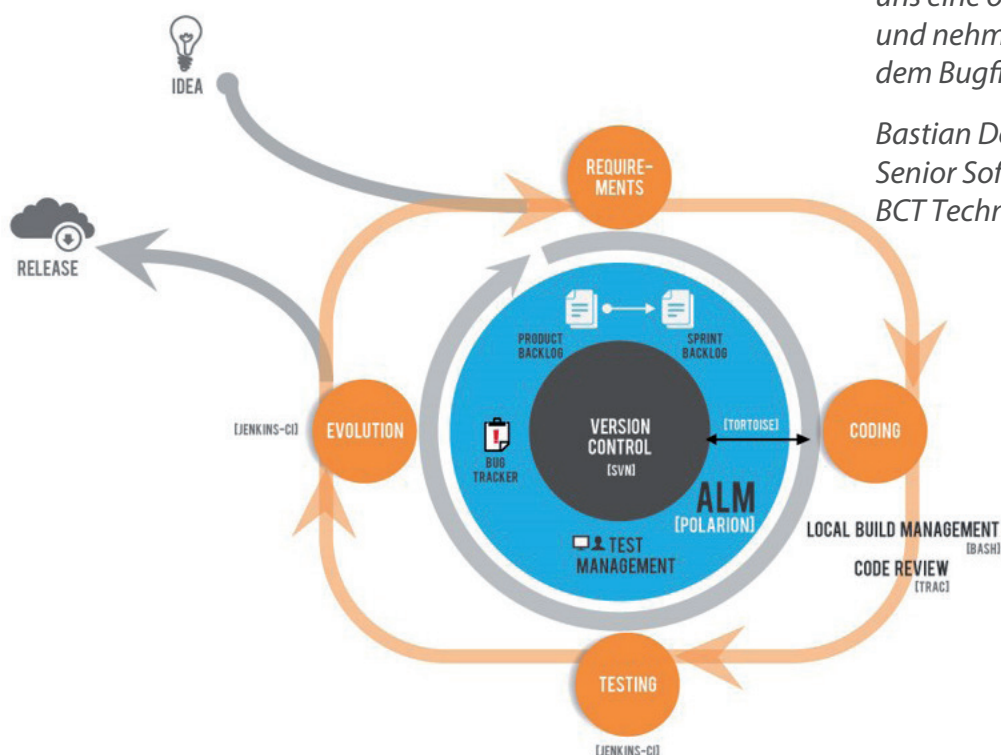 und nehm
dem Bugfi
Bastian D
Senior Sof
BCT Techn
IDEA
REQUIRE-
MENTS
RELEASE
PRODUCT
BACKLOG
SPRINT
BACKLOG
[JENKINS-CI]
EVOLUTION
BUG
TRACKER
VERSION
CONTROL
[SVN]
[TORTOISE]
CODING
ALM
[POLARION]
TEST
MANAGEMENT
LOCAL BUILD MANAGEMENT
[BASH]
CODE REVIEW
[TRAC]
TESTING
[JENKINS-CI]